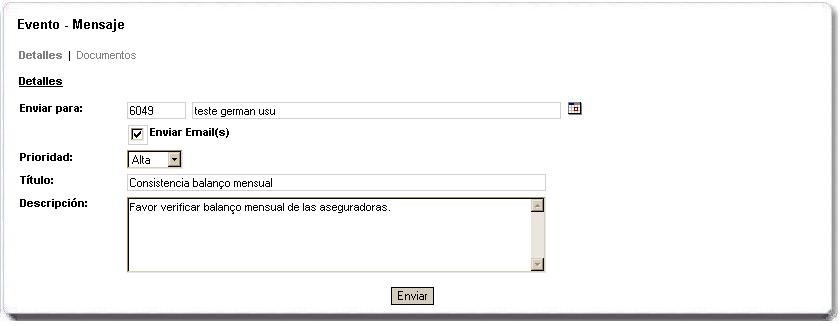 Evento - Mensaje
Detalles | Documentos
Detalles
Enviar para: 6049 teste german usu
Enviar Email(s)
Prioridad: Alta
Título: Consistencia balanço mensual
Descripción: Favor verificar balanço mensual de las aseguradoras.
Enviar